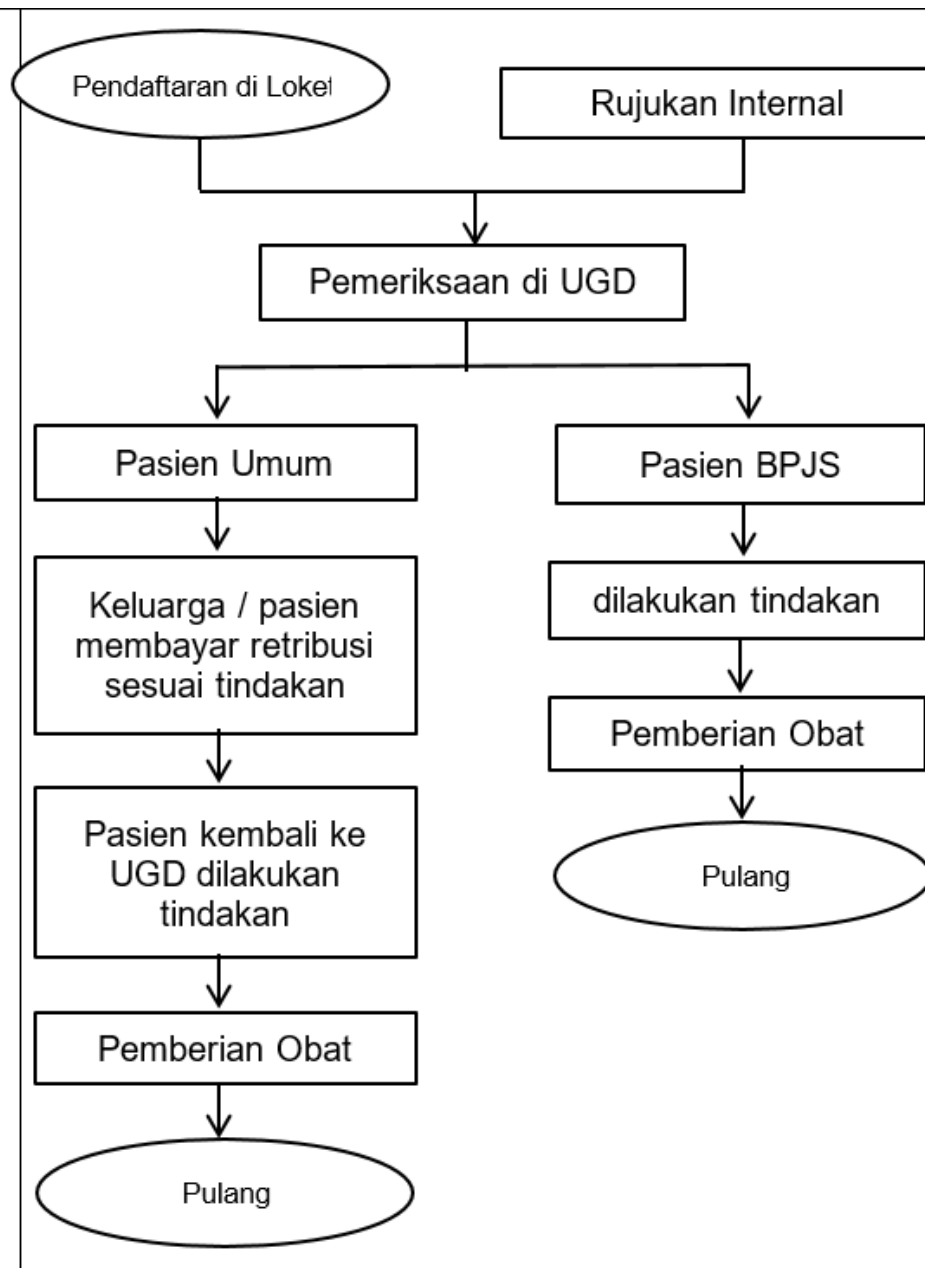 Pendaftaran di Loket
Rujukan Internal
Pemeriksaan di UGD
Pasien Umum
Pasien BPJS
Keluarga / pasien
membayar retribusi
sesuai tindakan
dilakukan tindakan
Pemberian Obat
Pasien kembali ke
UGD dilakukan
tindakan
Pulang
Pemberian Obat
Pulang